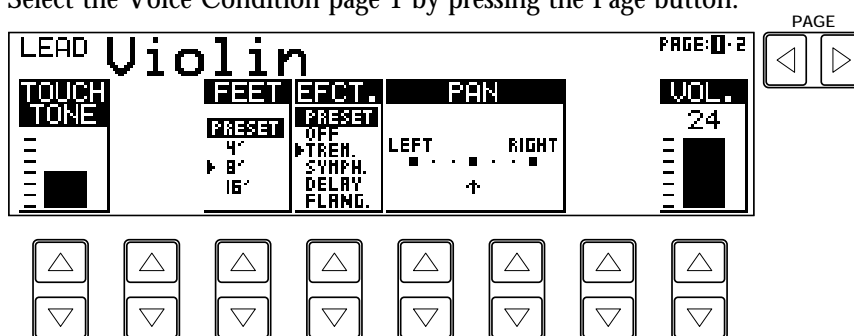 Select the Voice Condition page 1 by pressing the Page button.
PAGE
LEAD Violin
PAGE:1·2
TOUCH TONE
FEET
EFCT.
PAN
VOL.
PRESET
4'
8'
16'
PRESET
OFF
TREM.
SYMPH.
DELAY
FLANG.
LEFT RIGHT
24